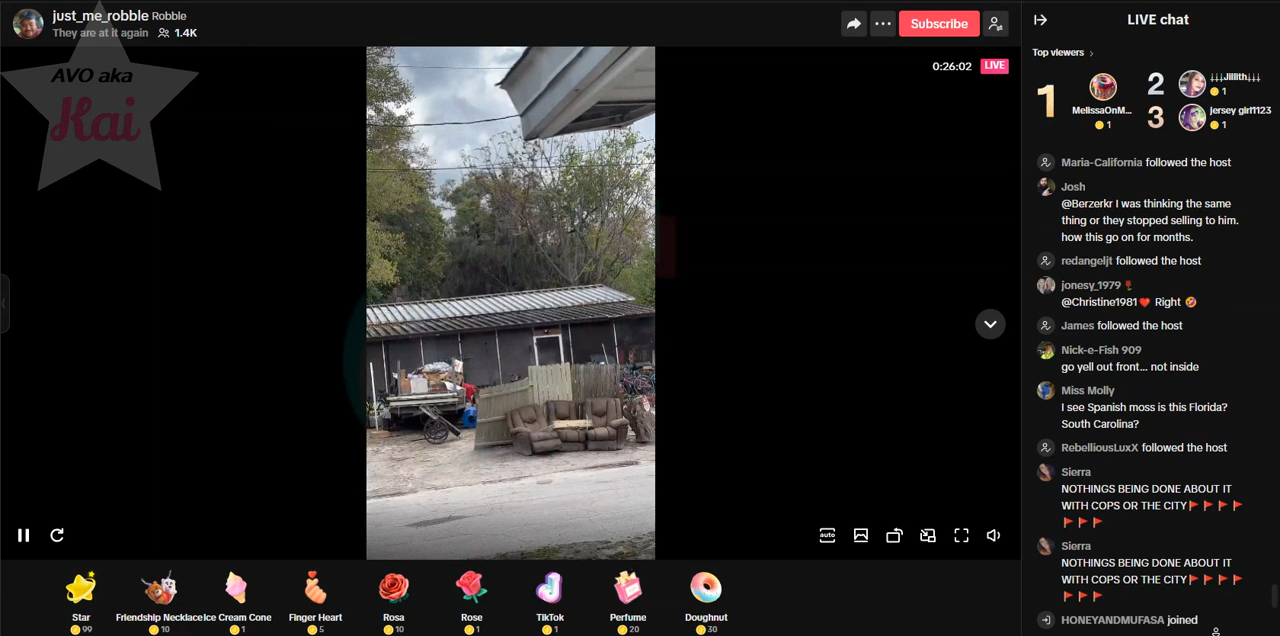 just_me_robble Robble
They are at it again 1.4K
Subscribe
AVO aka
Kai
0:26:02 LIVE
auto
Star
99
Friendship Necklace
10
Ice Cream Cone
1
Finger Heart
5
Rosa
10
Rose
1
TikTok
1
Perfume
20
Doughnut
30
LIVE chat
Top viewers
1
MelissaOnM...
1
2
↓↓↓Jillith↓↓↓
1
3
jersey girl1123
1
Maria-California followed the host
Josh
@Berzerkr I was thinking the same
thing or they stopped selling to him.
how this go on for months.
redangeljt followed the host
jonesy_1979🌹
@Christine1981❤️ Right 🤣
James followed the host
Nick-e-Fish 909
go yell out front... not inside
Miss Molly
I see Spanish moss is this Florida?
South Carolina?
RebelliousLuxX followed the host
Sierra
NOTHINGS BEING DONE ABOUT IT
WITH COPS OR THE CITY🚩🚩🚩🚩
🚩🚩🚩
Sierra
NOTHINGS BEING DONE ABOUT IT
WITH COPS OR THE CITY🚩🚩🚩🚩
🚩🚩🚩
HONEYANDMUFASA joined